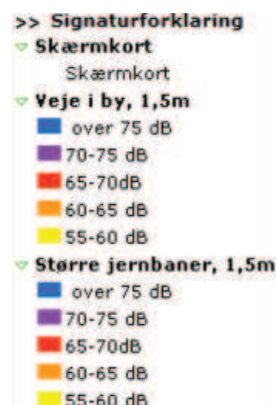 >> Signaturforklaring
Skærmkort
Skærmkort
Veje i by, 1,5m
over 75 dB
70-75 dB
65-70dB
60-65 dB
55-60 dB
Større jernbaner, 1,5m
over 75 dB
70-75 dB
65-70dB
60-65 dB
55-60 dB